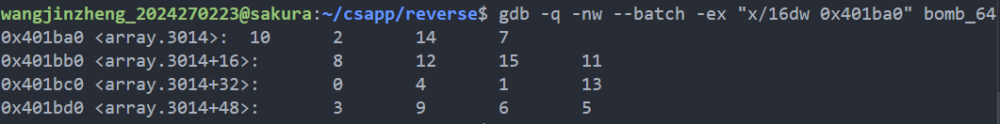 wangjinzheng_2024270223@sakura:~/csapp/reverse$ gdb -q -nw --batch -ex "x/16dw 0x401ba0" bomb_64
0x401ba0 <array.3014>: 10 2 14 7
0x401bb0 <array.3014+16>: 8 12 15 11
0x401bc0 <array.3014+32>: 0 4 1 13
0x401bd0 <array.3014+48>: 3 9 6 5